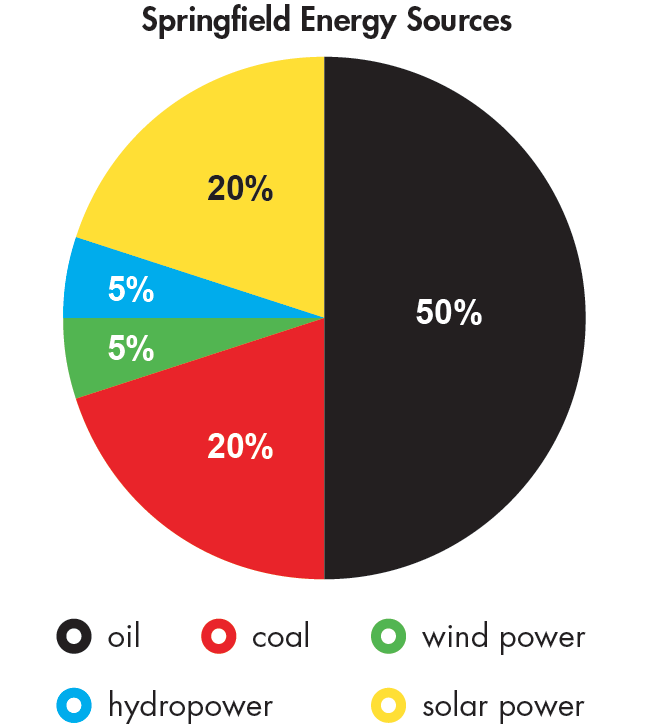 Springfield Energy Sources
20%
5%
50%
5%
20%
oil coal wind power
hydropower solar power